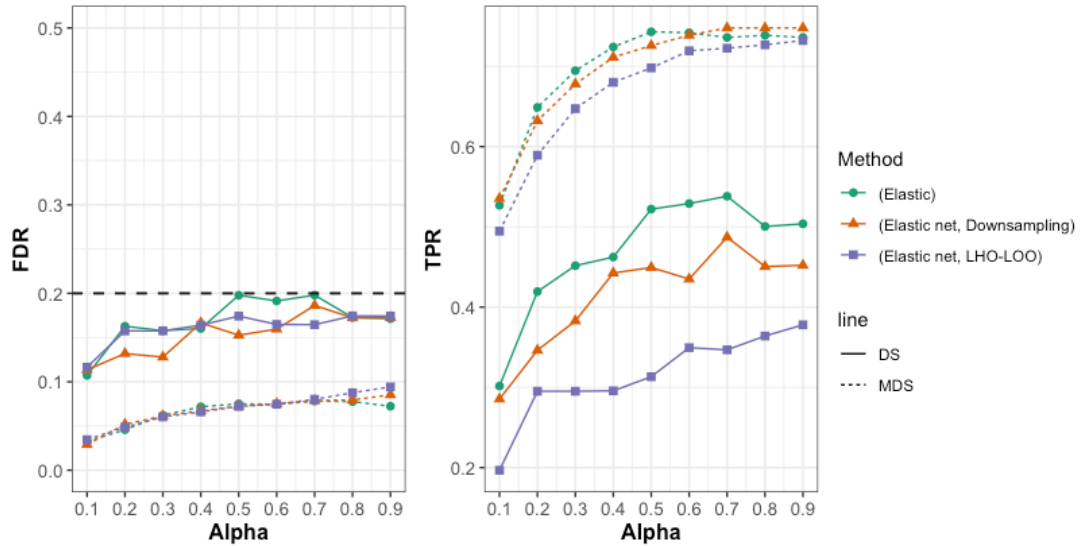 FDR
0.5
0.4
0.3
0.2
0.1
0.0
0.1 0.2 0.3 0.4 0.5 0.6 0.7 0.8 0.9
Alpha
TPR
0.6
0.4
0.2
0.1 0.2 0.3 0.4 0.5 0.6 0.7 0.8 0.9
Alpha
Method
(Elastic)
(Elastic net, Downsampling)
(Elastic net, LHO-LOO)
line
DS
MDS